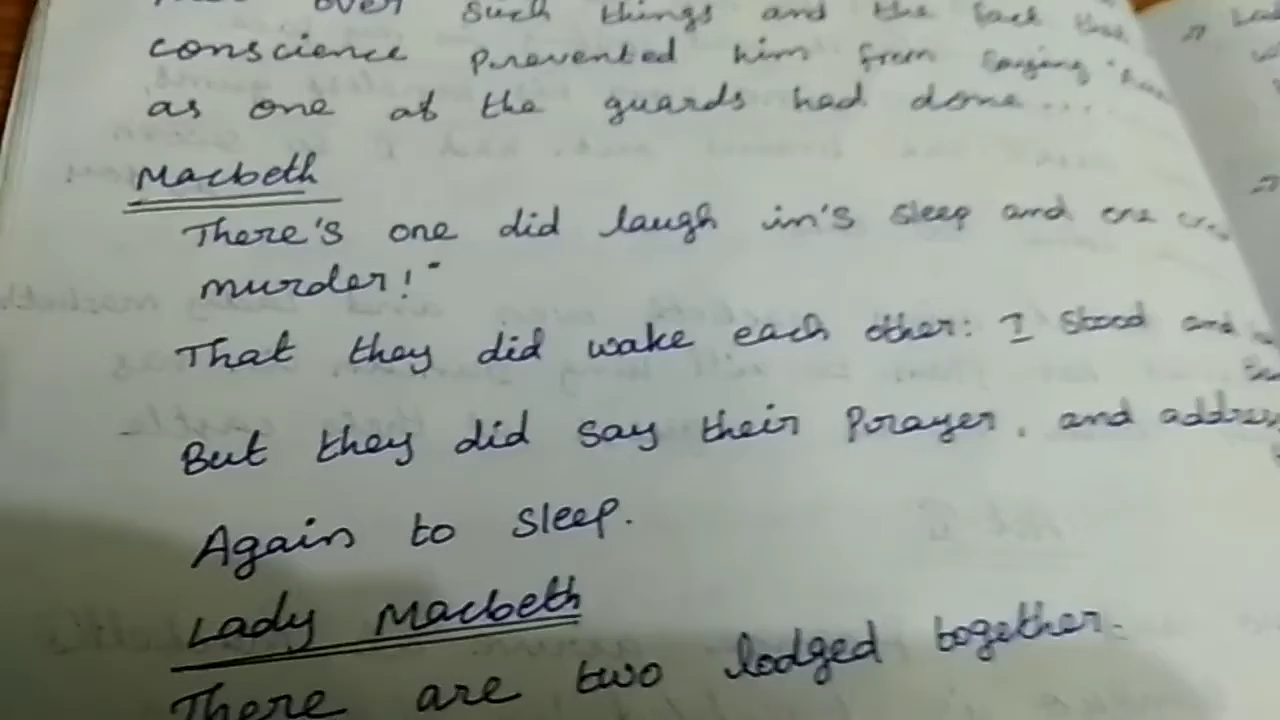 over such things and the fact that
conscience prevented him from saying
as one of the guards had done...
Macbeth
There's one did laugh in's sleep and one
murder!"
That they did wake each other: I stood and
But they did say their Prayer, and address
Again to sleep.
Lady Macbeth
There are two lodged together.